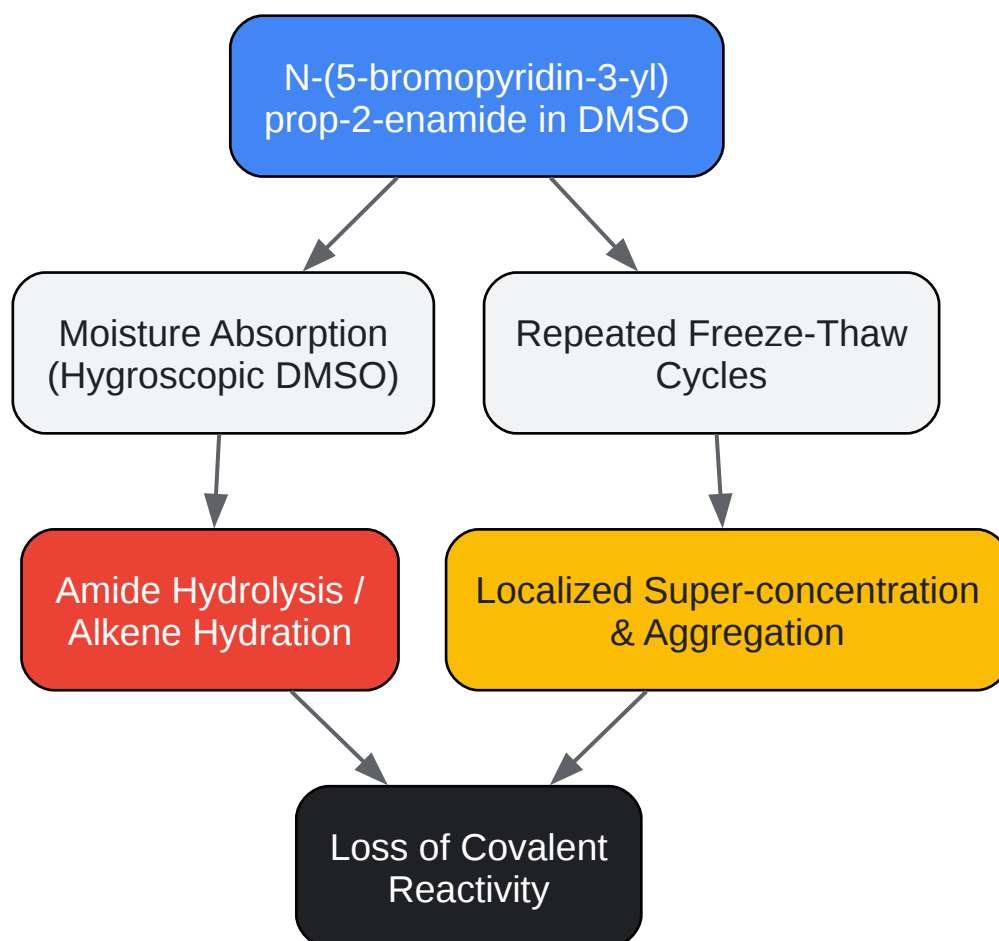 N-(5-bromopyridin-3-yl)
prop-2-enamide in DMSO
Moisture Absorption
(Hygroscopic DMSO)
Repeated Freeze-Thaw
Cycles
Amide Hydrolysis /
Alkene Hydration
Localized Super-concentration
& Aggregation
Loss of Covalent
Reactivity